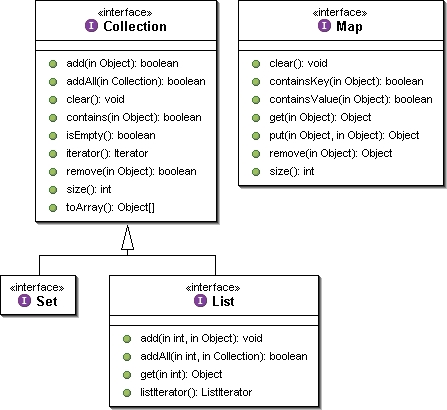 «interface»
I Collection
add(in Object): boolean
addAll(in Collection): boolean
clear(): void
contains(in Object): boolean
isEmpty(): boolean
iterator(): Iterator
remove(in Object): boolean
size(): int
toArray(): Object[]
«interface»
I Map
clear(): void
containsKey(in Object): boolean
containsValue(in Object): boolean
get(in Object): Object
put(in Object, in Object): Object
remove(in Object): Object
size(): int
«interface»
I Set
«interface»
I List
add(in int, in Object): void
addAll(in int, in Collection): boolean
get(in int): Object
listIterator(): ListIterator